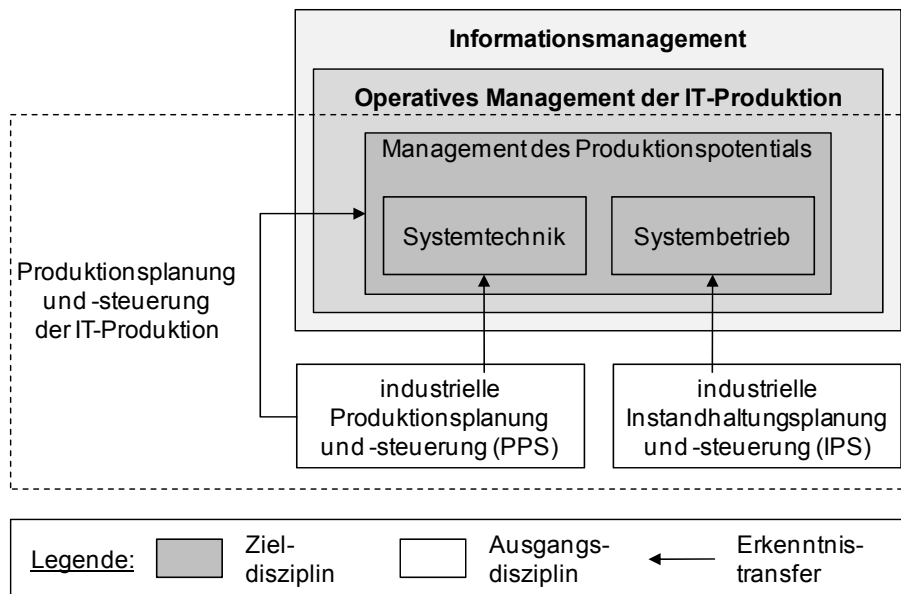 Informationsmanagement
Operatives Management der IT-Produktion
Management des Produktionspotentials
Systemtechnik
Systembetrieb
Produktionsplanung
und -steuerung
der IT-Produktion
industrielle
Produktionsplanung
und -steuerung (PPS)
industrielle
Instandhaltungsplanung
und -steuerung (IPS)
Legende:
Ziel-
disziplin
Ausgangs-
disziplin
Erkenntnis-
transfer